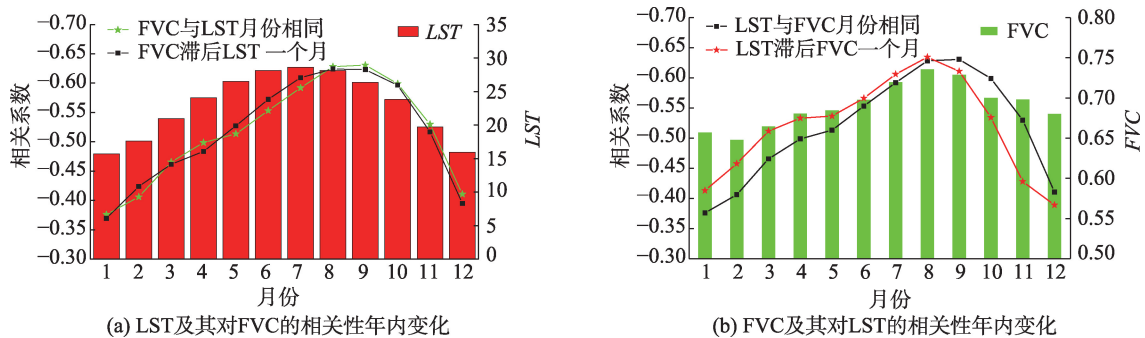 FVC与LST月份相同
FVC滞后LST一个月
LST
相关系数
−0.70
−0.65
−0.60
−0.55
−0.50
−0.45
−0.40
−0.35
−0.30
35
30
25
20
15
10
5
0
LST
1 2 3 4 5 6 7 8 9 10 11 12
月份
(a) LST及其对FVC的相关性年内变化
LST与FVC月份相同
LST滞后FVC一个月
FVC
相关系数
−0.70
−0.65
−0.60
−0.55
−0.50
−0.45
−0.40
−0.35
−0.30
0.80
0.75
0.70
0.65
0.60
0.55
0.50
FVC
1 2 3 4 5 6 7 8 9 10 11 12
月份
(b) FVC及其对LST的相关性年内变化